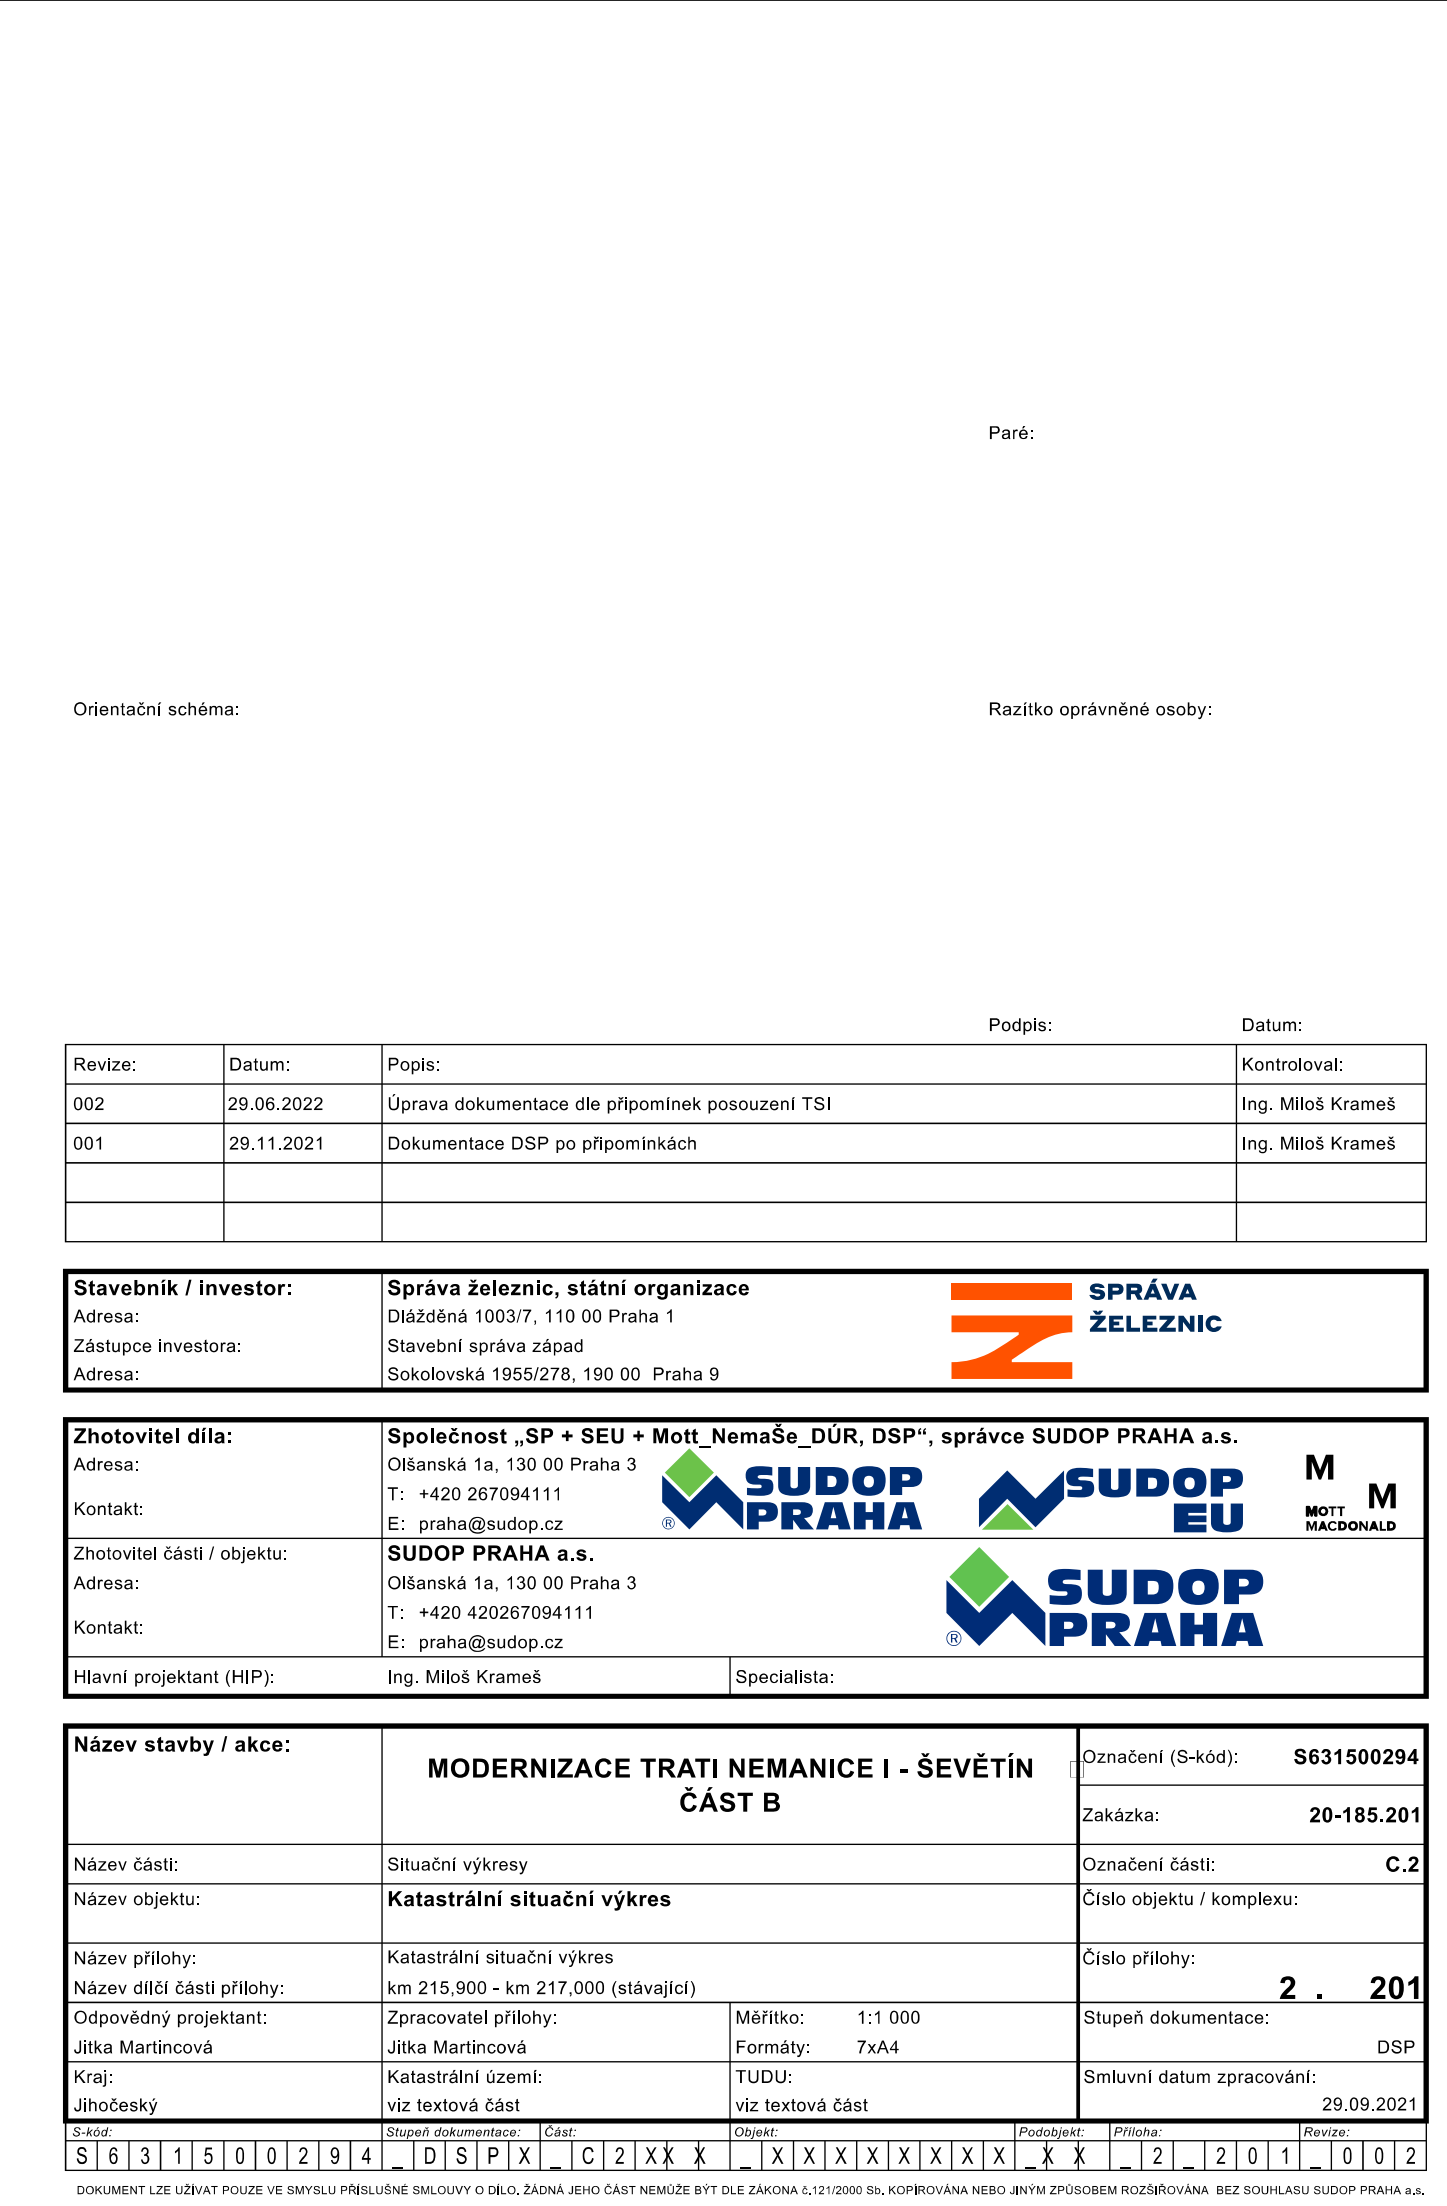 Paré:
Orientační schéma: Razítko oprávněné osoby:
Podpis: Datum:
Revize: Datum: Popis: Kontroloval:
002 29.06.2022 Úprava dokumentace dle připomínek posouzení TSI Ing. Miloš Krameš
001 29.11.2021 Dokumentace DSP po připomínkách Ing. Miloš Krameš
Stavebník / investor: Správa železnic, státní organizace
Adresa: Dlážděná 1003/7, 110 00 Praha 1
Zástupce investora: Stavební správa západ
Adresa: Sokolovská 1955/278, 190 00 Praha 9
SPRÁVA
ŽELEZNIC
Zhotovitel díla: Společnost „SP + SEU + Mott_NemaŠe_DÚR, DSP“, správce SUDOP PRAHA a.s.
Adresa: Olšanská 1a, 130 00 Praha 3
Kontakt: T: +420 267094111
E: praha@sudop.cz
SUDOP
PRAHA
®
SUDOP
EU
M
M
MOTT
MACDONALD
Zhotovitel části / objektu: SUDOP PRAHA a.s.
Adresa: Olšanská 1a, 130 00 Praha 3
Kontakt: T: +420 420267094111
E: praha@sudop.cz
SUDOP
PRAHA
®
Hlavní projektant (HIP): Ing. Miloš Krameš Specialista:
Název stavby / akce: MODERNIZACE TRATI NEMANICE I - ŠEVĚTÍN
ČÁST B
Označení (S-kód): S631500294
Zakázka: 20-185.201
Název části: Situační výkresy Označení části: C.2
Název objektu: Katastrální situační výkres Číslo objektu / komplexu:
Název přílohy: Katastrální situační výkres Číslo přílohy:
Název dílčí části přílohy: km 215,900 - km 217,000 (stávající) 2 . 201
Odpovědný projektant: Zpracovatel přílohy: Měřítko: 1:1 000 Stupeň dokumentace:
Jitka Martincová Jitka Martincová Formáty: 7xA4 DSP
Kraj: Katastrální území: TUDU: Smluvní datum zpracování:
Jihočeský viz textová část viz textová část 29.09.2021
S-kód: Stupeň dokumentace: Část: Objekt: Podobjekt: Příloha: Revize:
S 6 3 1 5 0 0 2 9 4 _ D S P X _ C 2 X X X _ X X X X X X X X _ X X _ 2 _ 2 0 1 _ 0 0 2
DOKUMENT LZE UŽÍVAT POUZE VE SMYSLU PŘÍSLUŠNÉ SMLOUVY O DÍLO. ŽÁDNÁ JEHO ČÁST NEMŮŽE BÝT DLE ZÁKONA č.121/2000 Sb. KOPÍROVÁNA NEBO JINÝM ZPŮSOBEM ROZŠIŘOVÁNA BEZ SOUHLASU SUDOP PRAHA a.s.